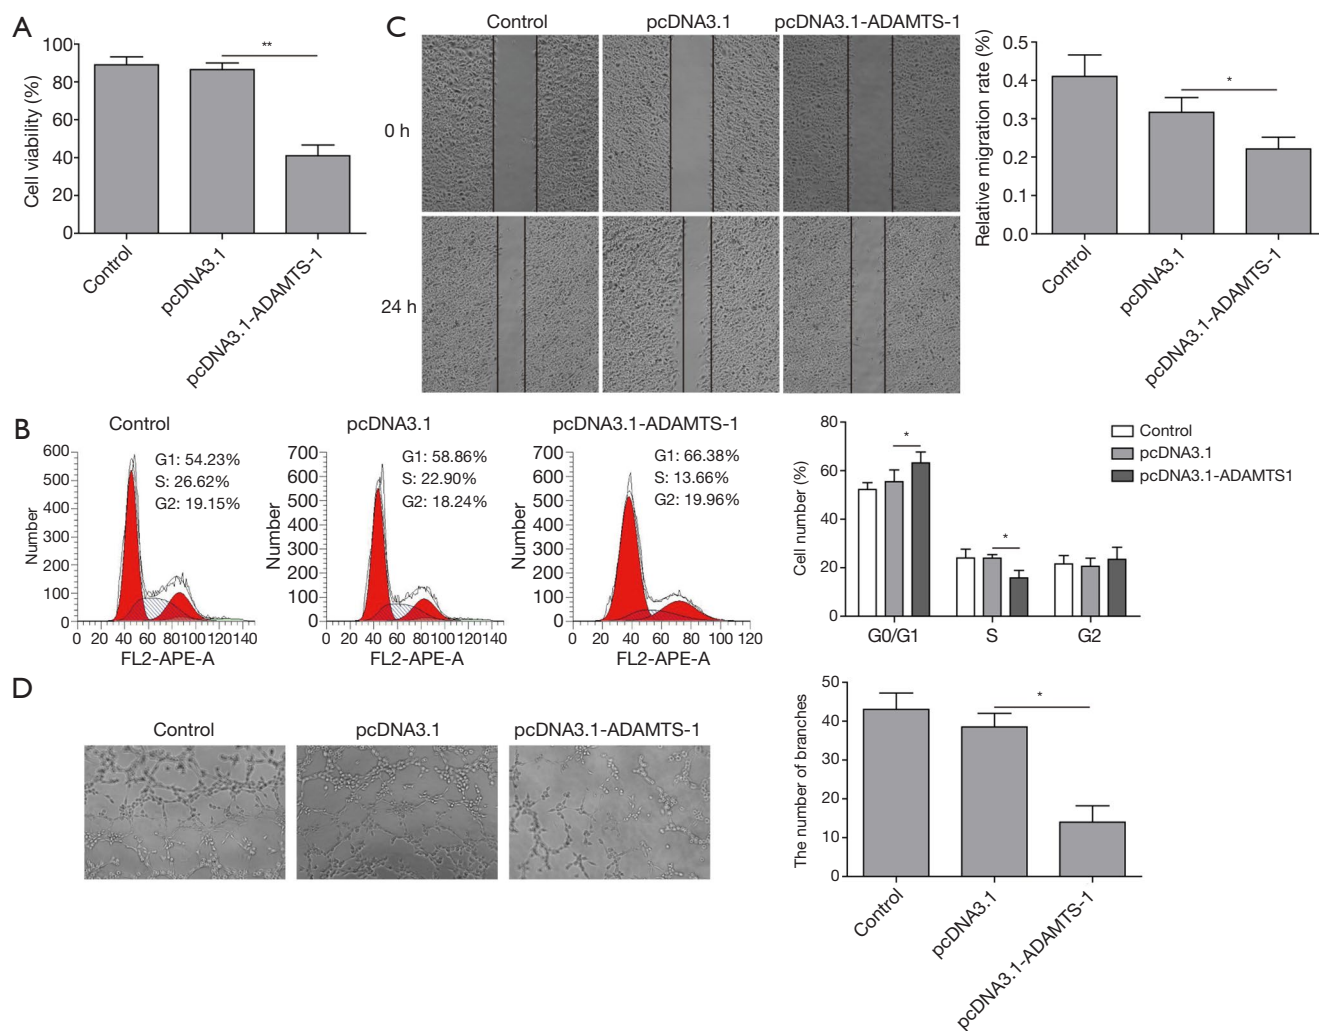 A
Cell viability (%)
100
80
60
40
20
0
**
Control
pcDNA3.1
pcDNA3.1-ADAMTS-1
C
Control
pcDNA3.1
pcDNA3.1-ADAMTS-1
0 h
24 h
Relative migration rate (%)
0.5
0.4
0.3
0.2
0.1
0.0
*
Control
pcDNA3.1
pcDNA3.1-ADAMTS-1
B
Control
G1: 54.23%
S: 26.62%
G2: 19.15%
Number
600
500
400
300
200
100
0
0 20 40 60 80 100 120 140
FL2-APE-A
pcDNA3.1
G1: 58.86%
S: 22.90%
G2: 18.24%
Number
700
600
500
400
300
200
100
0
0 20 40 60 80 100 120 140
FL2-APE-A
pcDNA3.1-ADAMTS-1
G1: 66.38%
S: 13.66%
G2: 19.96%
Number
700
600
500
400
300
200
100
0
0 20 40 60 80 100 120
FL2-APE-A
Cell number (%)
80
60
40
20
0
*
*
G0/G1 S G2
Control
pcDNA3.1
pcDNA3.1-ADAMTS1
D
Control
pcDNA3.1
pcDNA3.1-ADAMTS-1
The number of branches
50
40
30
20
10
0
*
Control
pcDNA3.1
pcDNA3.1-ADAMTS-1